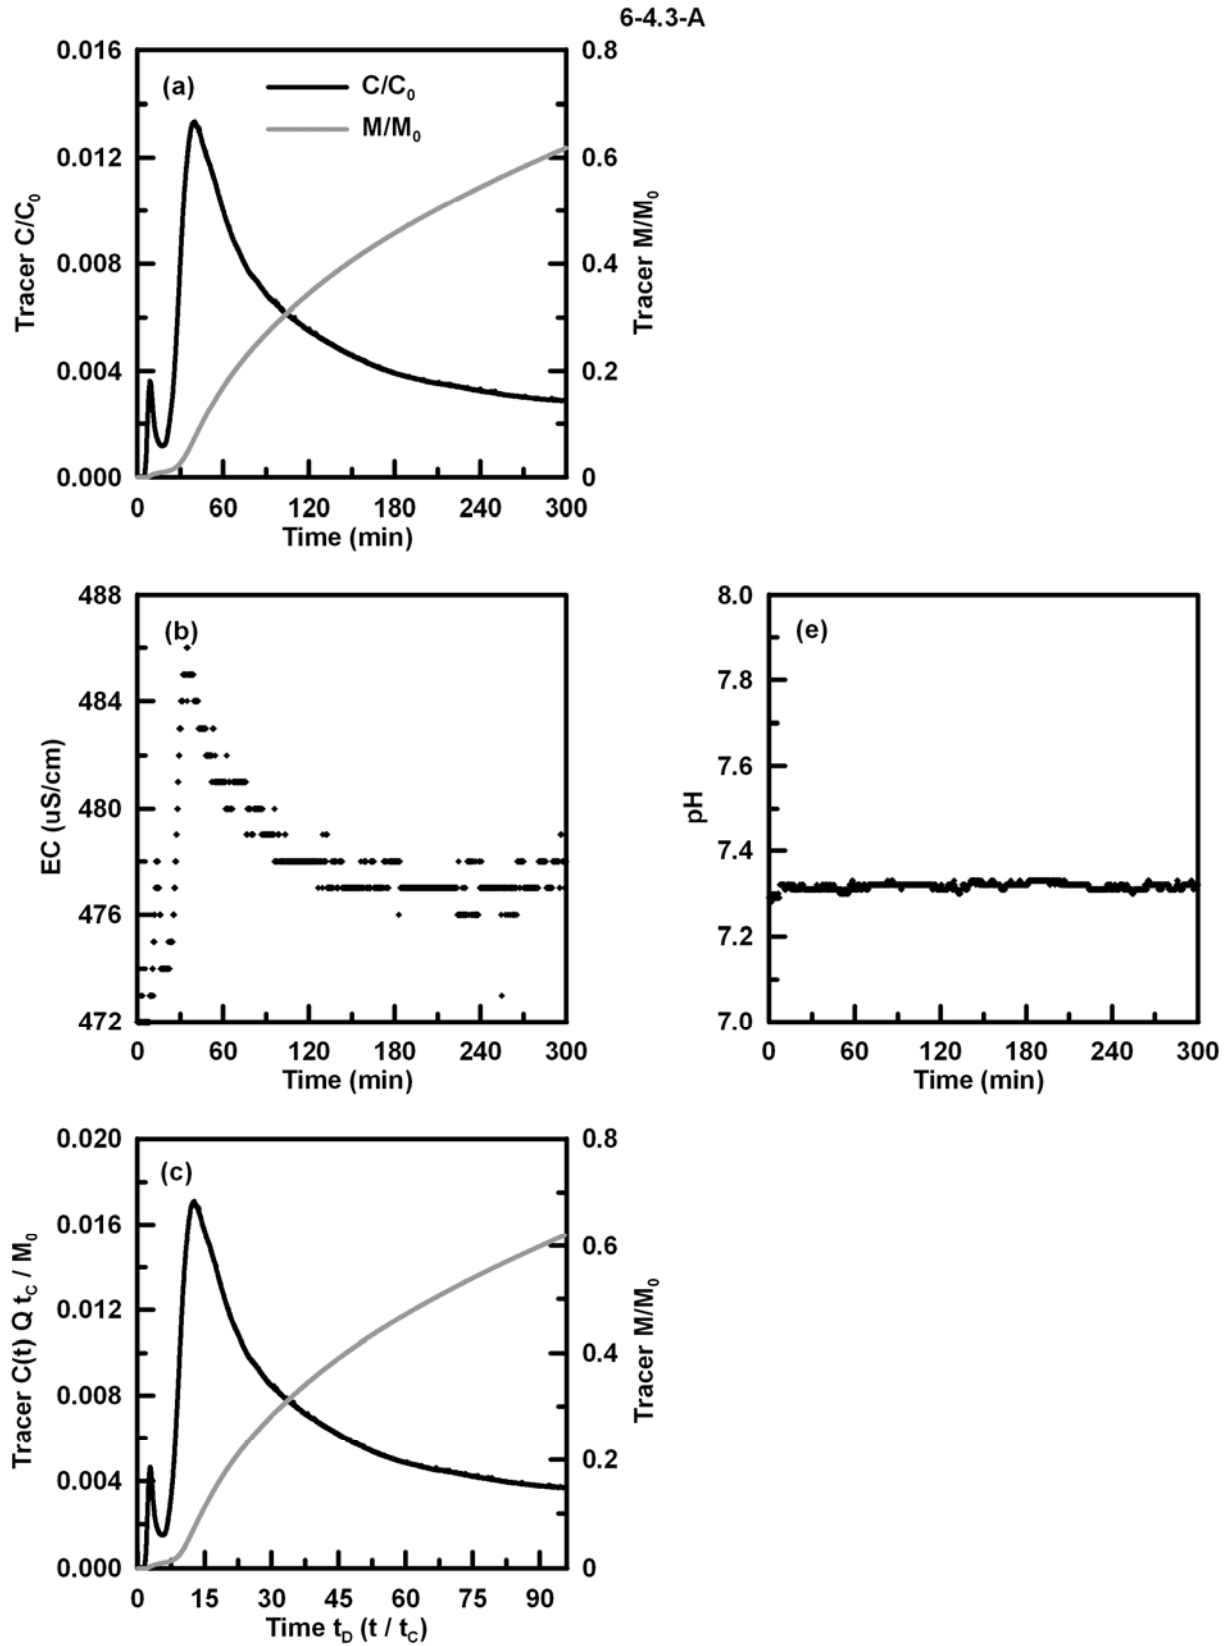 6-4.3-A
(a)
C/C0
M/M0
0.016
0.012
0.008
0.004
0.000
Tracer C/C0
0.8
0.6
0.4
0.2
0
Tracer M/M0
0 60 120 180 240 300
Time (min)
(b)
488
484
480
476
472
EC (uS/cm)
0 60 120 180 240 300
Time (min)
(e)
8.0
7.8
7.6
7.4
7.2
7.0
pH
0 60 120 180 240 300
Time (min)
(c)
0.020
0.016
0.012
0.008
0.004
0.000
Tracer C(t) Q tC / M0
0.8
0.6
0.4
0.2
0
Tracer M/M0
0 15 30 45 60 75 90
Time tD (t / tC)